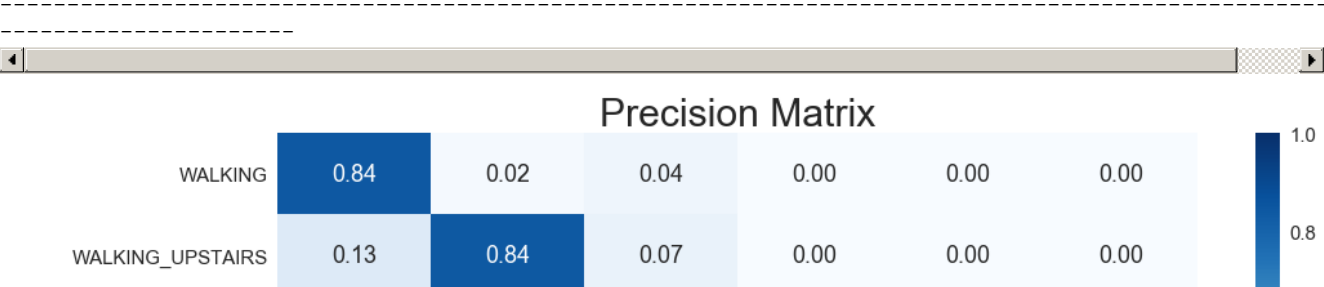 Precision Matrix
1.0
WALKING 0.84 0.02 0.04 0.00 0.00 0.00
0.8
WALKING_UPSTAIRS 0.13 0.84 0.07 0.00 0.00 0.00